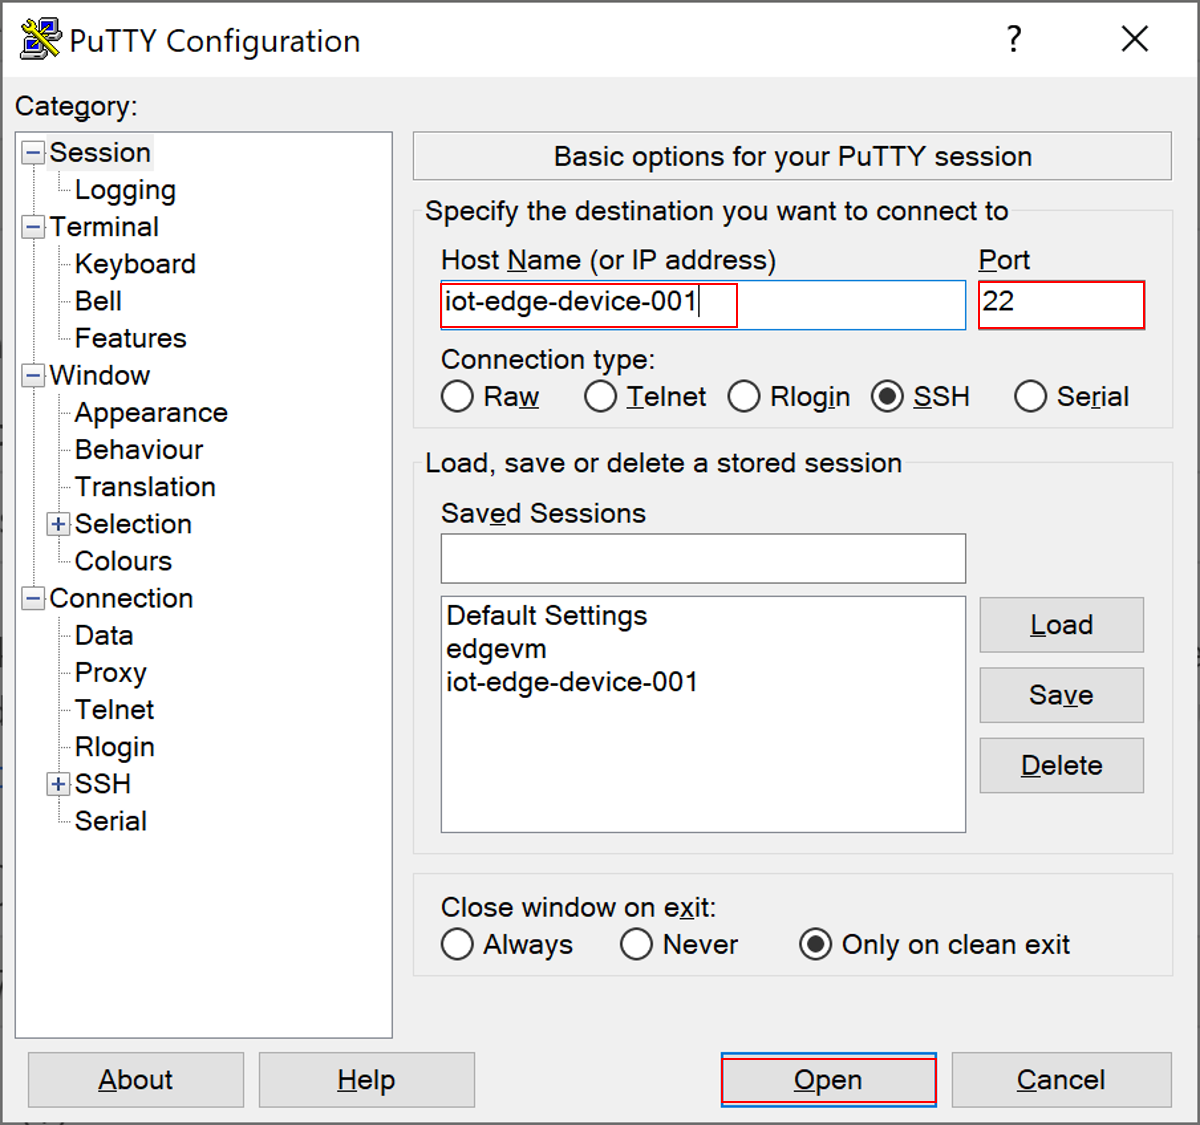 PuTTY Configuration ?
Category:
Session
Logging
Terminal
Keyboard
Bell
Features
Window
Appearance
Behaviour
Translation
Selection
Colours
Connection
Data
Proxy
Telnet
Rlogin
SSH
Serial
Basic options for your PuTTY session
Specify the destination you want to connect to
Host Name (or IP address) Port
iot-edge-device-001 22
Connection type:
Raw Telnet Rlogin SSH Serial
Load, save or delete a stored session
Saved Sessions
Default Settings
edgevm
iot-edge-device-001
Load
Save
Delete
Close window on exit:
Always Never Only on clean exit
About Help Open Cancel